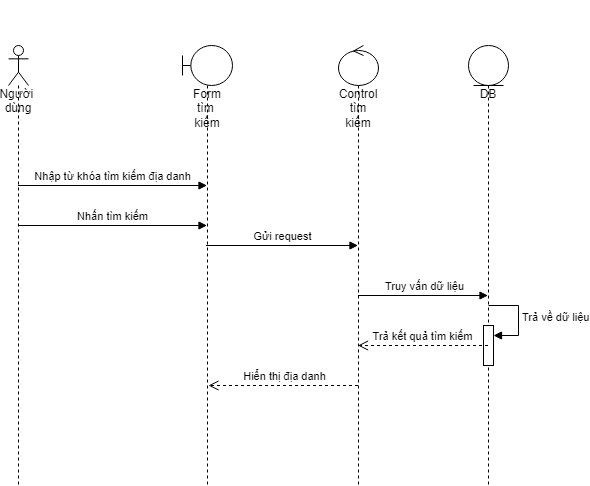 Người
dùng
Form
tìm
kiếm
Control
tìm
kiếm
DB
Nhập từ khóa tìm kiếm địa danh
Nhấn tìm kiếm
Gửi request
Truy vấn dữ liệu
Trả về dữ liệu
Trả kết quả tìm kiếm
Hiển thị địa danh